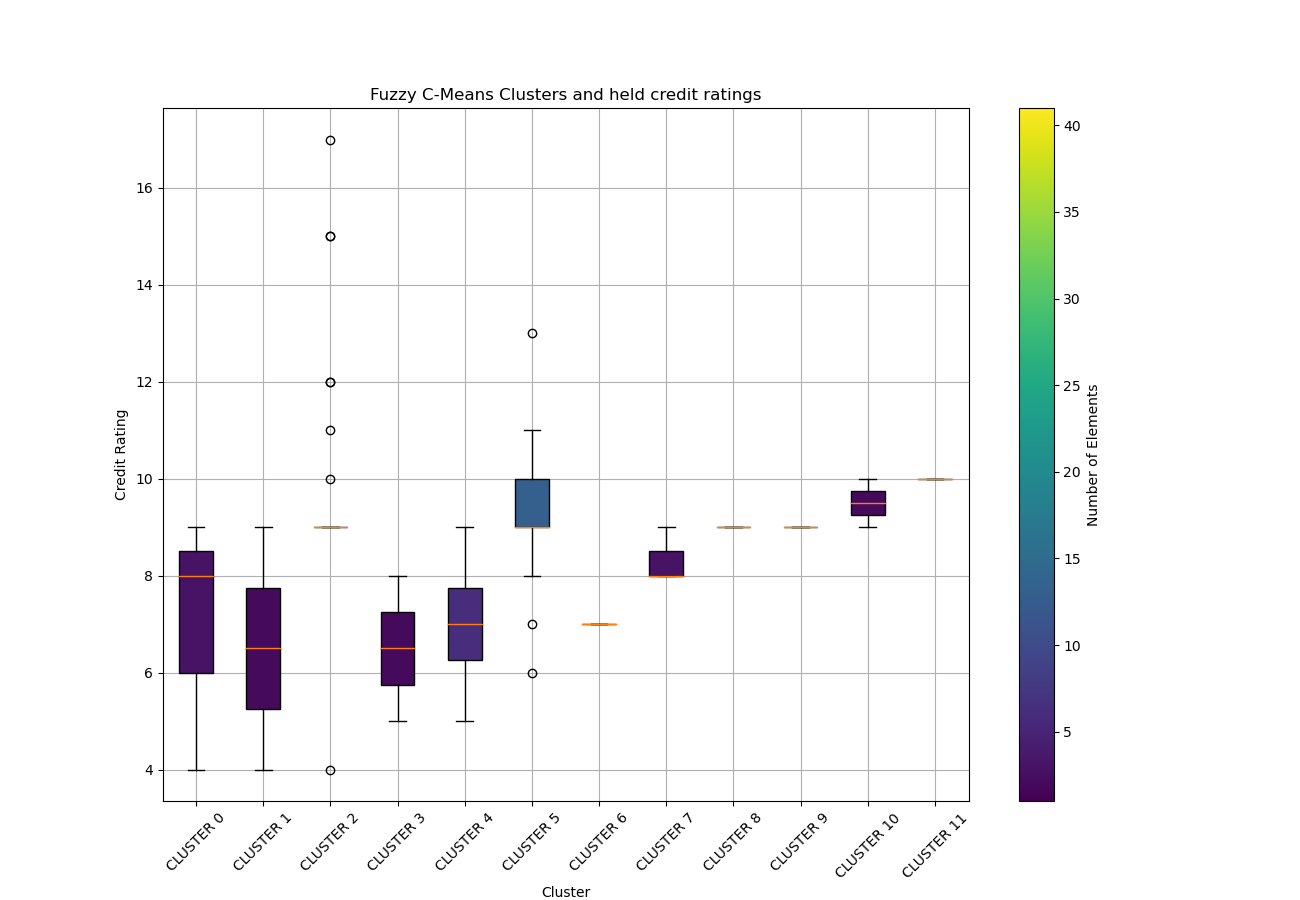 Fuzzy C-Means Clusters and held credit ratings
16
14
12
10
8
6
4
Credit Rating
CLUSTER 0
CLUSTER 1
CLUSTER 2
CLUSTER 3
CLUSTER 4
CLUSTER 5
CLUSTER 6
CLUSTER 7
CLUSTER 8
CLUSTER 9
CLUSTER 10
CLUSTER 11
Cluster
40
35
30
25
20
15
10
5
Number of Elements